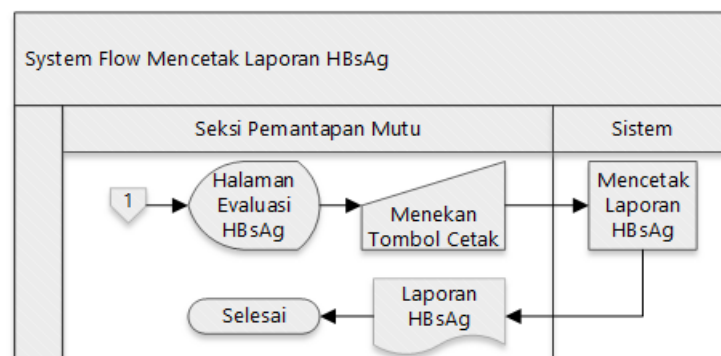 System Flow Mencetak Laporan HBsAg
Seksi Pemantapan Mutu
Sistem
1
Halaman
Evaluasi
HBsAg
Menekan
Tombol Cetak
Mencetak
Laporan
HBsAg
Laporan
HBsAg
Selesai